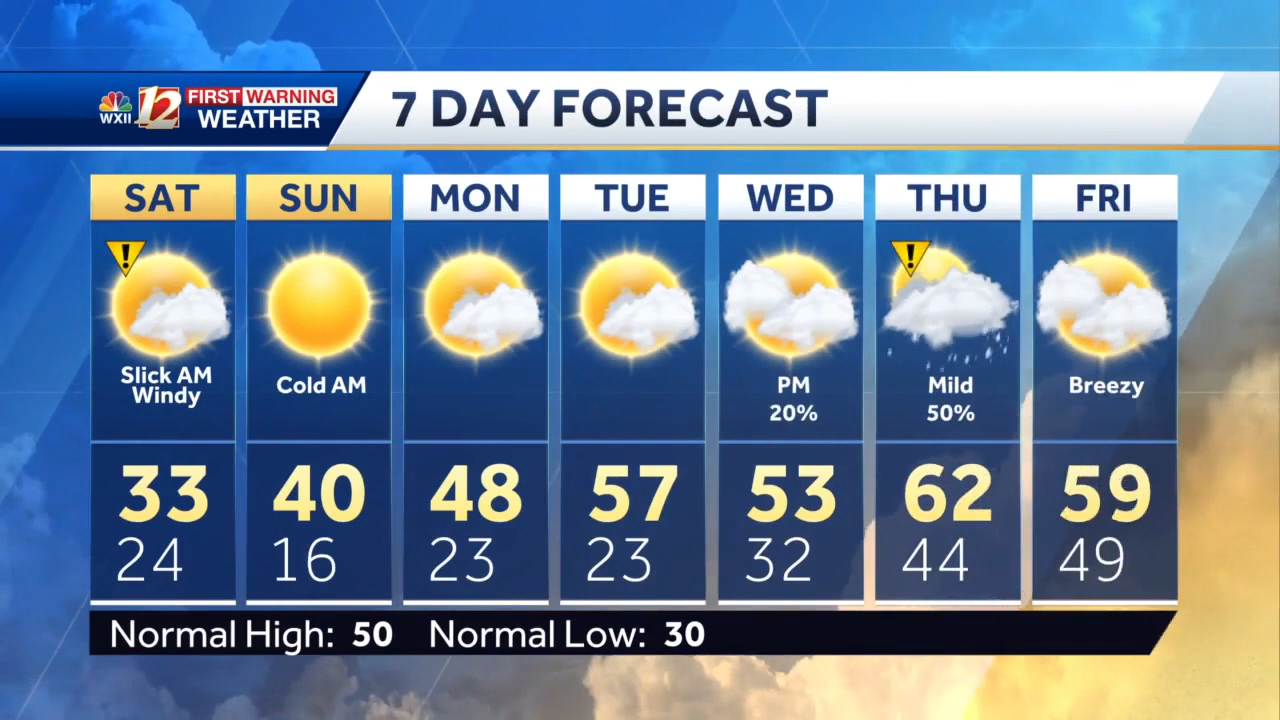 WXII 12 FIRST WARNING
WEATHER
7 DAY FORECAST
SAT SUN MON TUE WED THU FRI
! !
Slick AM
Windy
Cold AM
PM
20%
Mild
50%
Breezy
33 40 48 57 53 62 59
24 16 23 23 32 44 49
Normal High: 50 Normal Low: 30